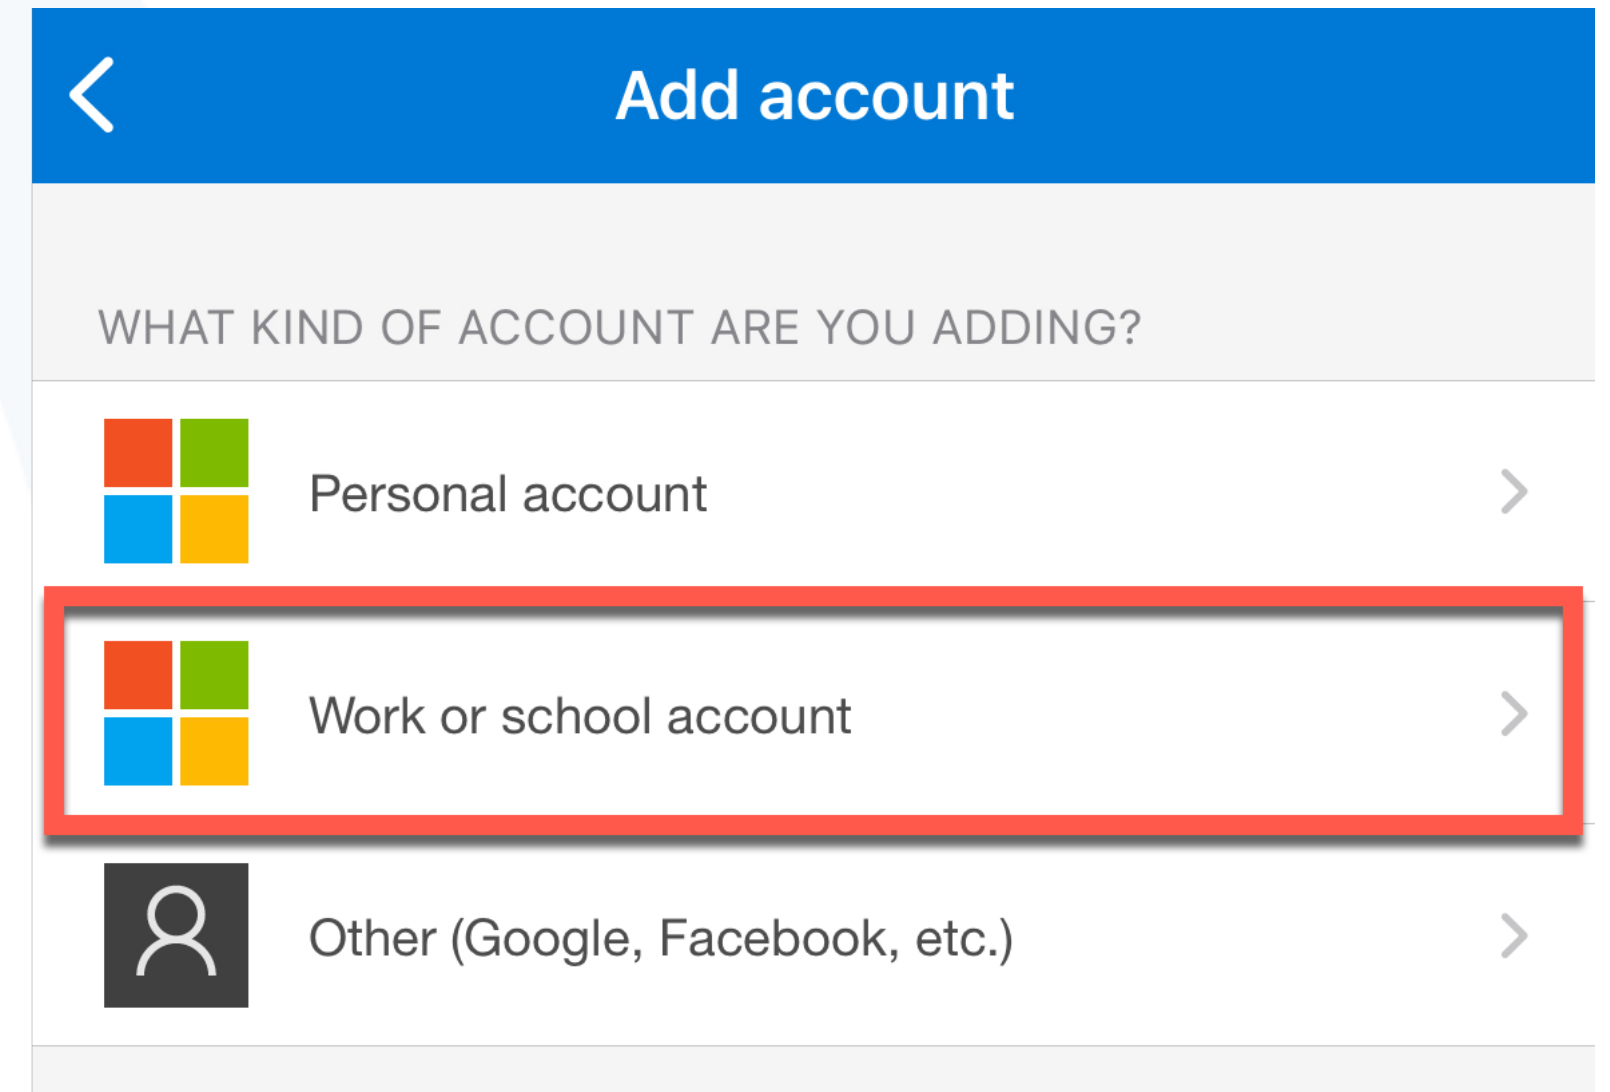 Add account
WHAT KIND OF ACCOUNT ARE YOU ADDING?
Personal account
Work or school account
Other (Google, Facebook, etc.)